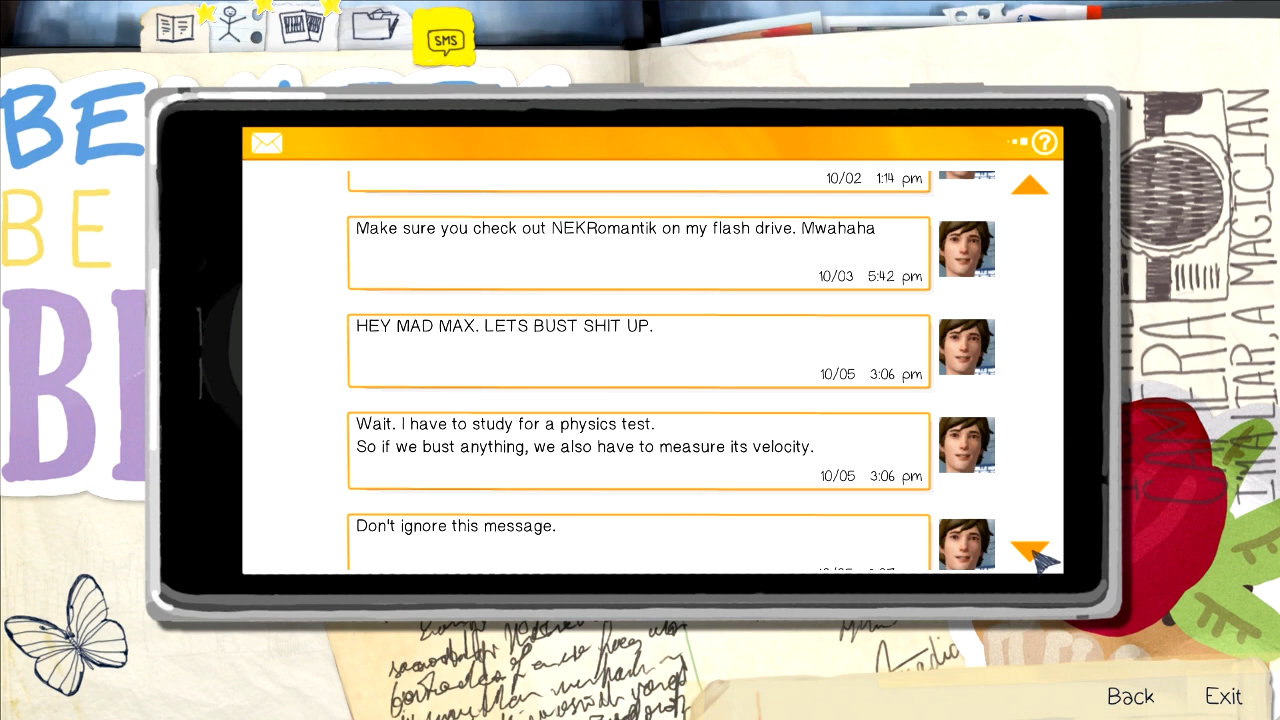 SMS
BE
BE
10/02 1:14 pm
Make sure you check out NEKRomantik on my flash drive. Mwahaha
10/03 5:42 pm
HEY MAD MAX. LETS BUST SHIT UP.
10/05 3:06 pm
Wait. I have to study for a physics test.
So if we bust anything, we also have to measure its velocity.
10/05 3:06 pm
Don't ignore this message.
?
CAMERA
I'M A LIAR, A MAGICIAN
Back Exit